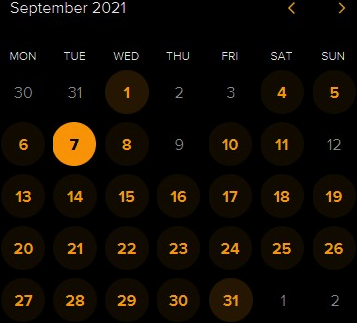 September 2021
MON TUE WED THU FRI SAT SUN
30 31 1 2 3 4 5
6 7 8 9 10 11 12
13 14 15 16 17 18 19
20 21 22 23 24 25 26
27 28 29 30 31 1 2